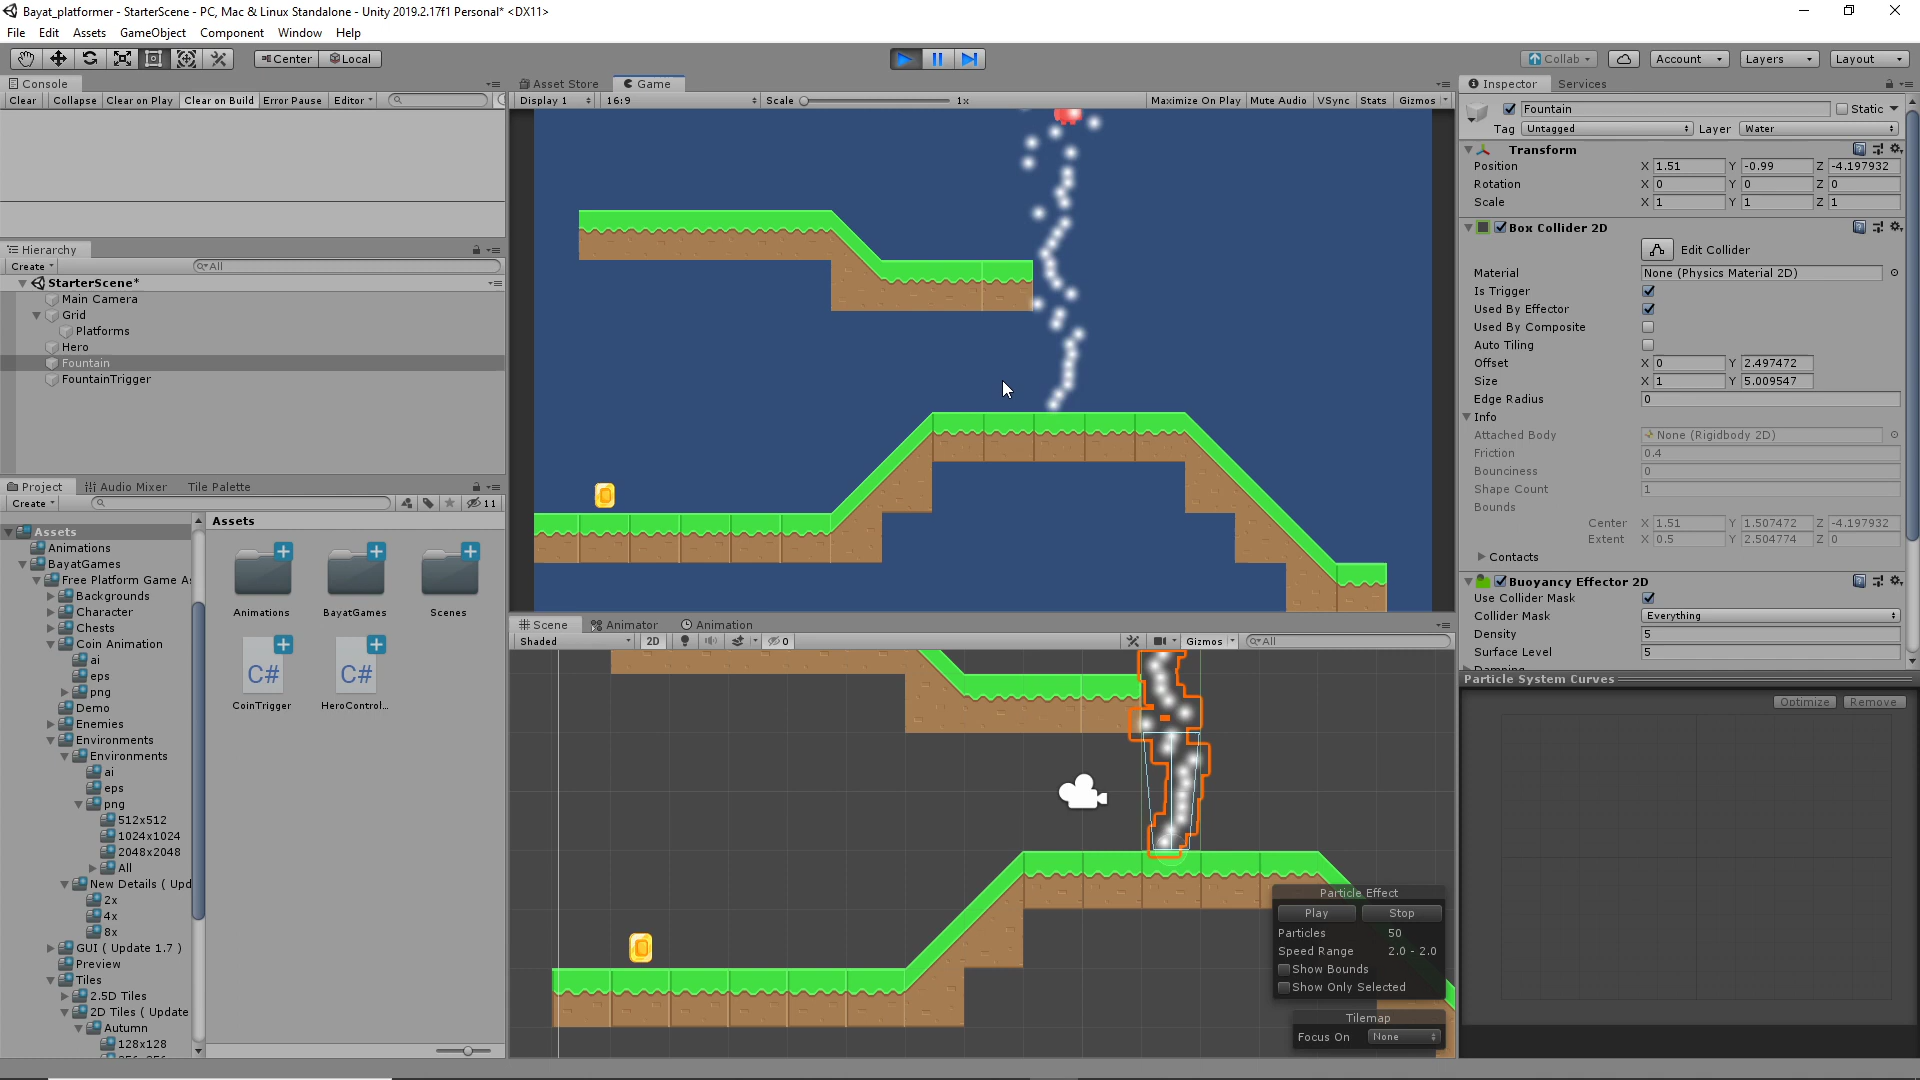 Bayat_platformer - StarterScene - PC, Mac & Linux Standalone - Unity 2019.2.17f1 Personal* <DX11>
File Edit Assets GameObject Component Window Help
Center Local
Collab Account Layers Layout
Console
Clear Collapse Clear on Play Clear on Build Error Pause Editor
Hierarchy
Create All
StarterScene*
Main Camera
Grid
Platforms
Hero
Fountain
FountainTrigger
Project Audio Mixer Tile Palette
Create 11
Assets
Animations
BayatGames
Free Platform Game As
Backgrounds
Character
Chests
Coin Animation
ai
eps
png
Demo
Enemies
Environments
Environments
ai
eps
png
512x512
1024x1024
2048x2048
All
New Details ( Upd
2x
4x
8x
GUI ( Update 1.7 )
Preview
Tiles
2.5D Tiles
2D Tiles ( Update
Autumn
128x128
Assets
Animations BayatGames Scenes
C# C#
CoinTrigger HeroControl...
Asset Store Game
Display 1 16:9 Scale 1x Maximize On Play Mute Audio VSync Stats Gizmos
Scene Animator Animation
Shaded 2D 0 Gizmos All
Particle Effect
Play Stop
Particles 50
Speed Range 2.0 - 2.0
Show Bounds
Show Only Selected
Tilemap
Focus On None
Inspector Services
Fountain Static
Tag Untagged Layer Water
Transform
Position X 1.51 Y -0.99 Z -4.197932
Rotation X 0 Y 0 Z 0
Scale X 1 Y 1 Z 1
Box Collider 2D
Edit Collider
Material None (Physics Material 2D)
Is Trigger
Used By Effector
Used By Composite
Auto Tiling
Offset X 0 Y 2.497472
Size X 1 Y 5.009547
Edge Radius 0
Info
Attached Body None (Rigidbody 2D)
Friction 0.4
Bounciness 0
Shape Count 1
Bounds
Center X 1.51 Y 1.507472 Z -4.197932
Extent X 0.5 Y 2.504774 Z 0
Contacts
Buoyancy Effector 2D
Use Collider Mask
Collider Mask Everything
Density 5
Surface Level 5
Damping
Particle System Curves
Optimize Remove